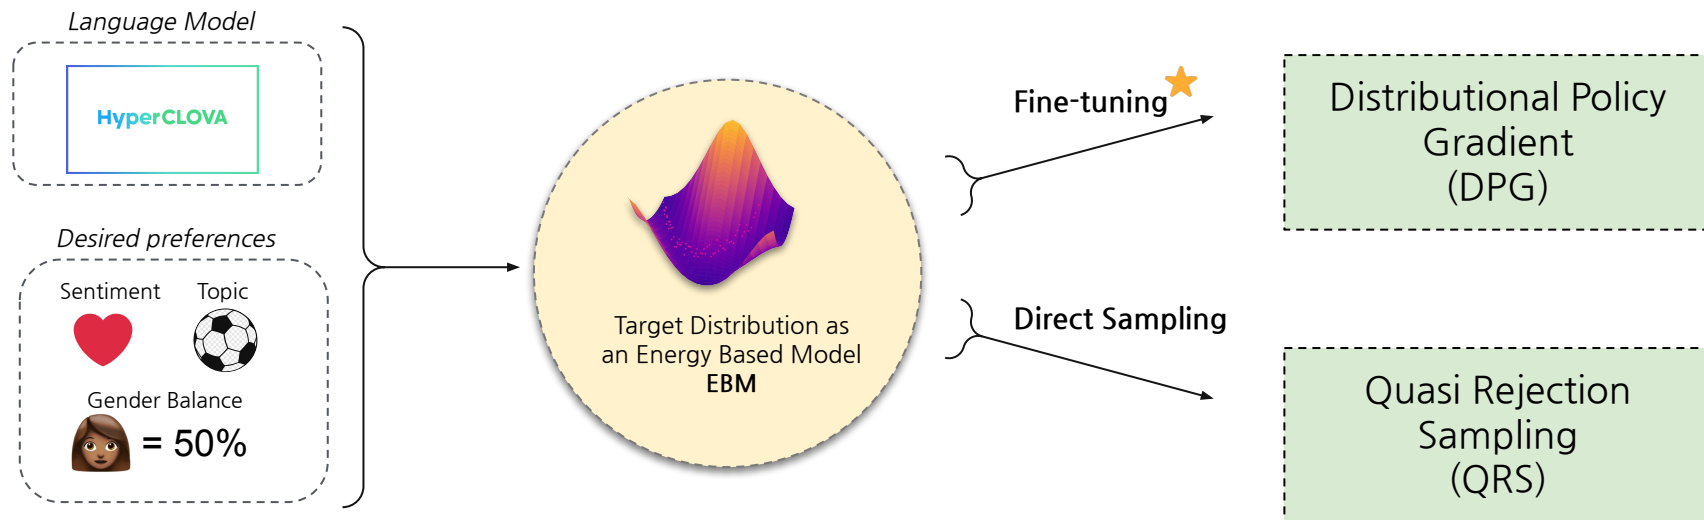 Language Model
HyperCLOVA
Desired preferences
Sentiment
Topic
Gender Balance
= 50%
Target Distribution as
an Energy Based Model
EBM
Fine-tuning
Direct Sampling
Distributional Policy
Gradient
(DPG)
Quasi Rejection
Sampling
(QRS)